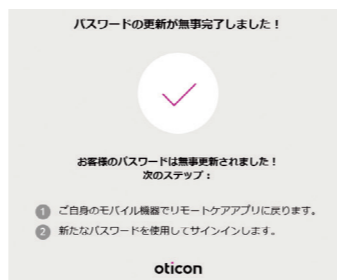 パスワードの更新が無事完了しました！
お客様のパスワードは無事更新されました！
次のステップ：
1 ご自身のモバイル機器でリモートケアアプリに戻ります。
2 新たなパスワードを使用してサインインします。
oticon